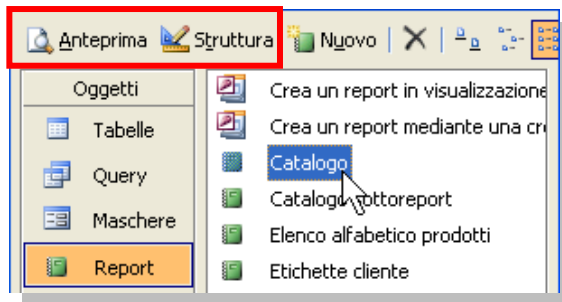 Anteprima Struttura Nuovo
Oggetti
Tabelle
Query
Maschere
Report
Crea un report in visualizzazione
Crea un report mediante una
Catalogo
Catalogo sottoreport
Elenco alfabetico prodotti
Etichette cliente